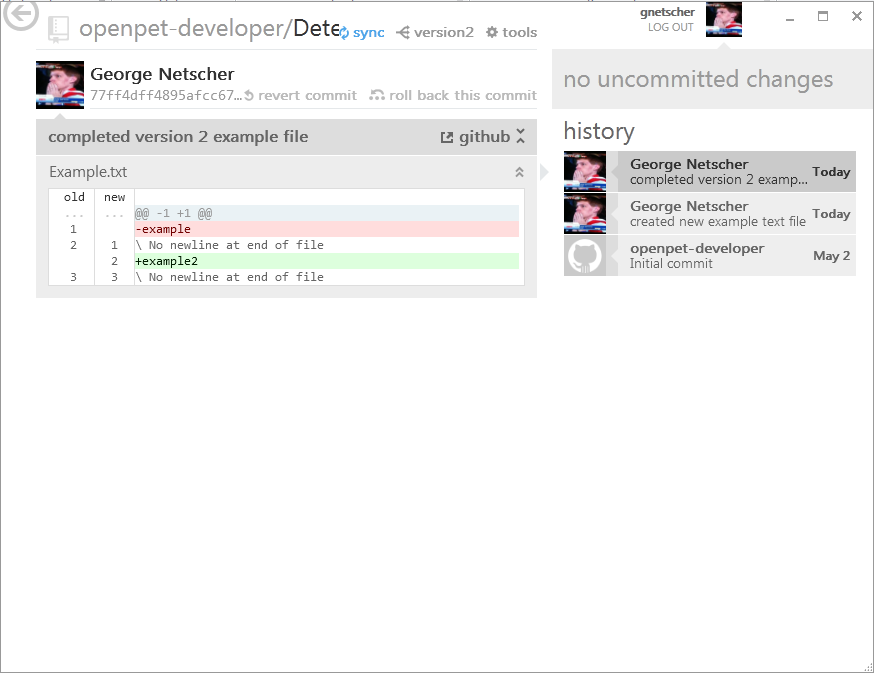 openpet-developer/Dete
sync
version2
tools
gnetscher
LOG OUT
George Netscher
77ff4dff4895afcc67...
revert commit
roll back this commit
completed version 2 example file
github
Example.txt
old new
... ... @@ -1 +1 @@
1 -example
2 1 \ No newline at end of file
2 +example2
3 3 \ No newline at end of file
no uncommitted changes
history
George Netscher
completed version 2 examp...
Today
George Netscher
created new example text file
Today
openpet-developer
Initial commit
May 2